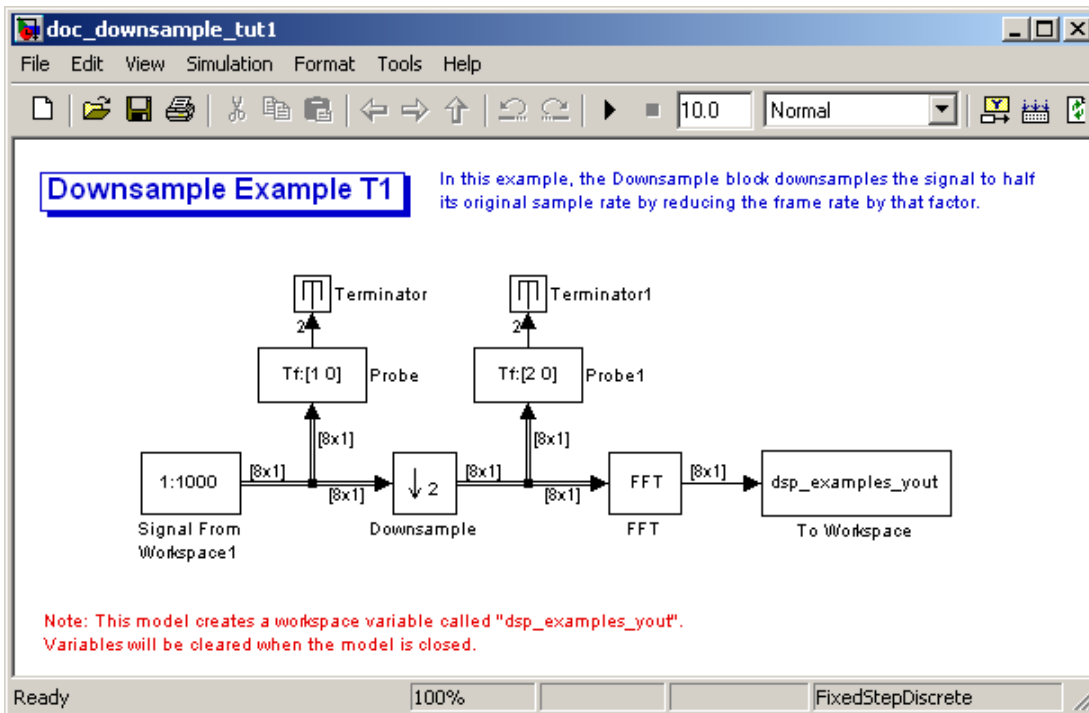 doc_downsample_tut1
File Edit View Simulation Format Tools Help
10.0 Normal
Downsample Example T1
In this example, the Downsample block downsamples the signal to half
its original sample rate by reducing the frame rate by that factor.
Terminator
Terminator1
2
2
Tf:[1 0] Probe
Tf:[2 0] Probe1
[8x1]
[8x1]
1:1000
[8x1]
[8x1]
↓ 2
[8x1]
[8x1]
FFT
[8x1]
dsp_examples_yout
Signal From
Workspace1
Downsample
FFT
To Workspace
Note: This model creates a workspace variable called "dsp_examples_yout".
Variables will be cleared when the model is closed.
Ready 100% FixedStepDiscrete